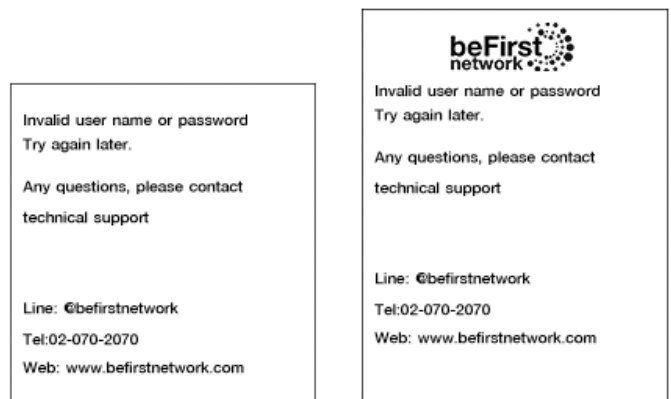 Invalid user name or password
Try again later.
Any questions, please contact
technical support
Line: @befirstnetwork
Tel:02-070-2070
Web: www.befirstnetwork.com
beFirst
network
Invalid user name or password
Try again later.
Any questions, please contact
technical support
Line: @befirstnetwork
Tel:02-070-2070
Web: www.befirstnetwork.com